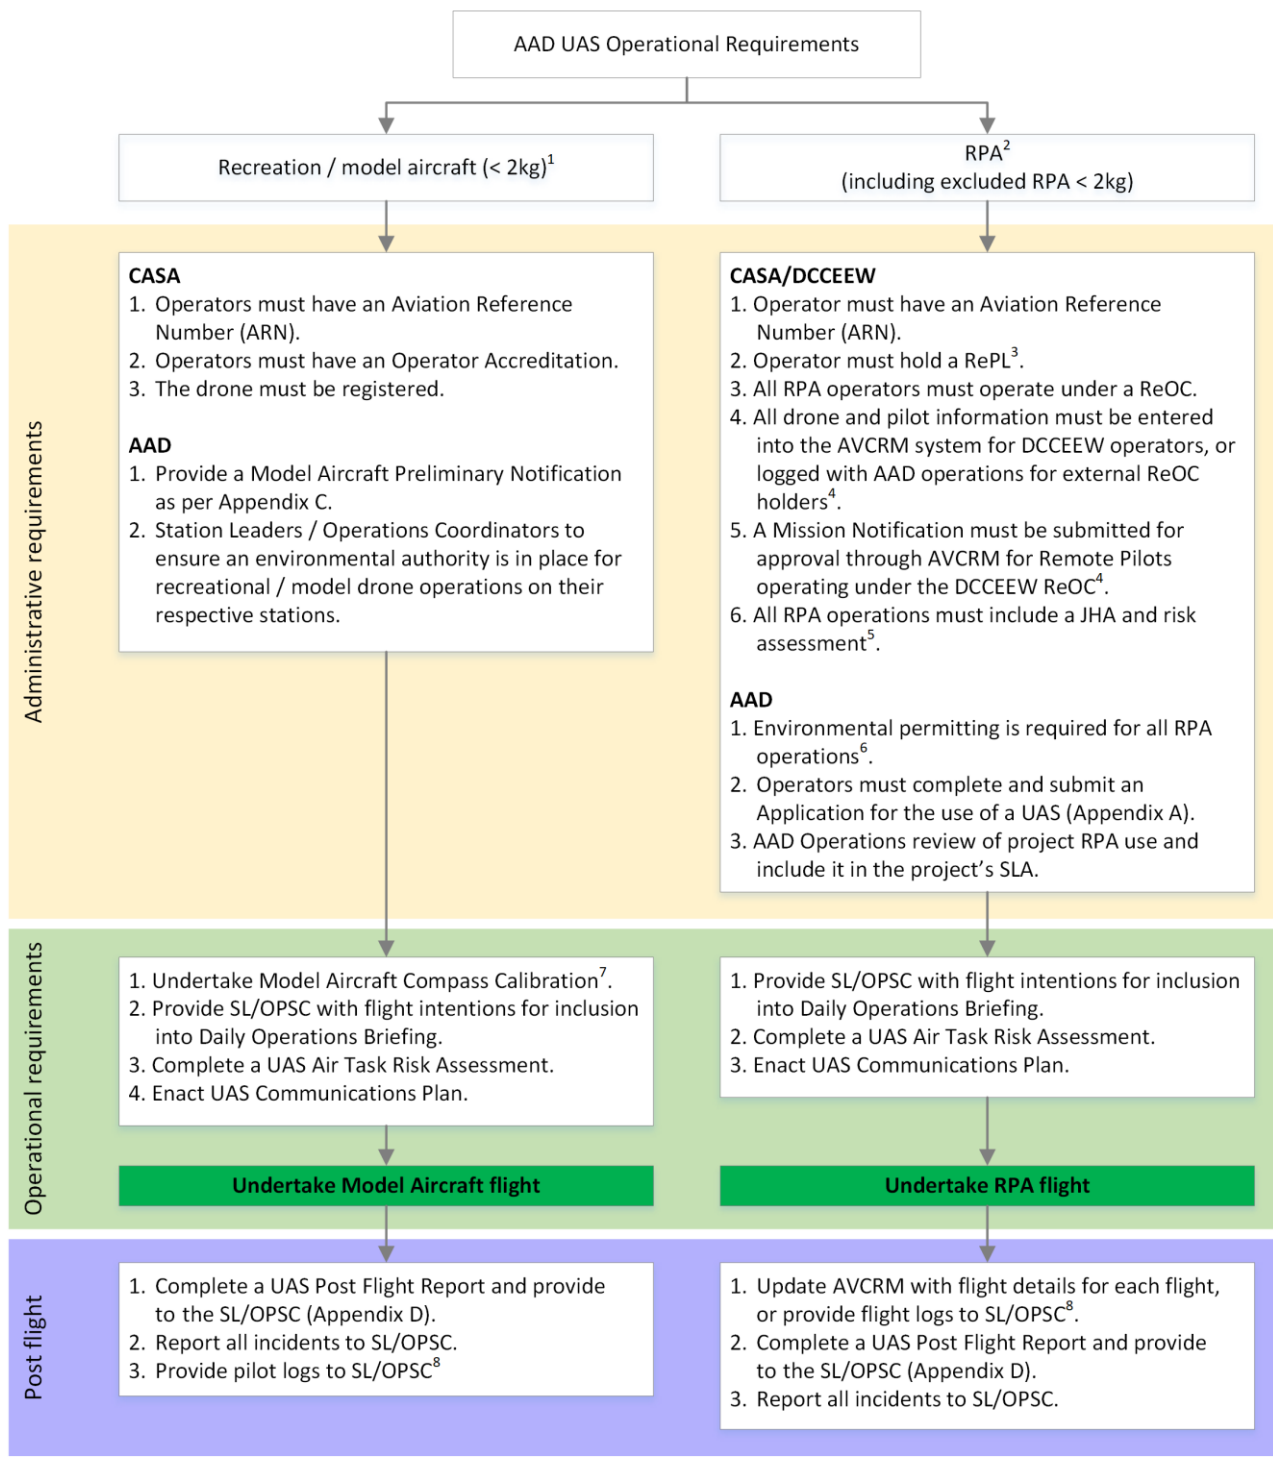 AAD UAS Operational Requirements
Recreation / model aircraft (< 2kg)1
RPA2
(including excluded RPA < 2kg)
Administrative requirements
CASA
1. Operators must have an Aviation Reference
Number (ARN).
2. Operators must have an Operator Accreditation.
3. The drone must be registered.
AAD
1. Provide a Model Aircraft Preliminary Notification
as per Appendix C.
2. Station Leaders / Operations Coordinators to
ensure an environmental authority is in place for
recreational / model drone operations on their
respective stations.
CASA/DCCEEW
1. Operator must have an Aviation Reference
Number (ARN).
2. Operator must hold a RePL3.
3. All RPA operators must operate under a ReOC.
4. All drone and pilot information must be entered
into the AVCRM system for DCCEEW operators, or
logged with AAD operations for external ReOC
holders4.
5. A Mission Notification must be submitted for
approval through AVCRM for Remote Pilots
operating under the DCCEEW ReOC4.
6. All RPA operations must include a JHA and risk
assessment5.
AAD
1. Environmental permitting is required for all RPA
operations6.
2. Operators must complete and submit an
Application for the use of a UAS (Appendix A).
3. AAD Operations review of project RPA use and
include it in the project's SLA.
Operational requirements
1. Undertake Model Aircraft Compass Calibration7.
2. Provide SL/OPSC with flight intentions for inclusion
into Daily Operations Briefing.
3. Complete a UAS Air Task Risk Assessment.
4. Enact UAS Communications Plan.
1. Provide SL/OPSC with flight intentions for inclusion
into Daily Operations Briefing.
2. Complete a UAS Air Task Risk Assessment.
3. Enact UAS Communications Plan.
Undertake Model Aircraft flight
Undertake RPA flight
Post flight
1. Complete a UAS Post Flight Report and provide
to the SL/OPSC (Appendix D).
2. Report all incidents to SL/OPSC.
3. Provide pilot logs to SL/OPSC8
1. Update AVCRM with flight details for each flight,
or provide flight logs to SL/OPSC8.
2. Complete a UAS Post Flight Report and provide
to the SL/OPSC (Appendix D).
3. Report all incidents to SL/OPSC.